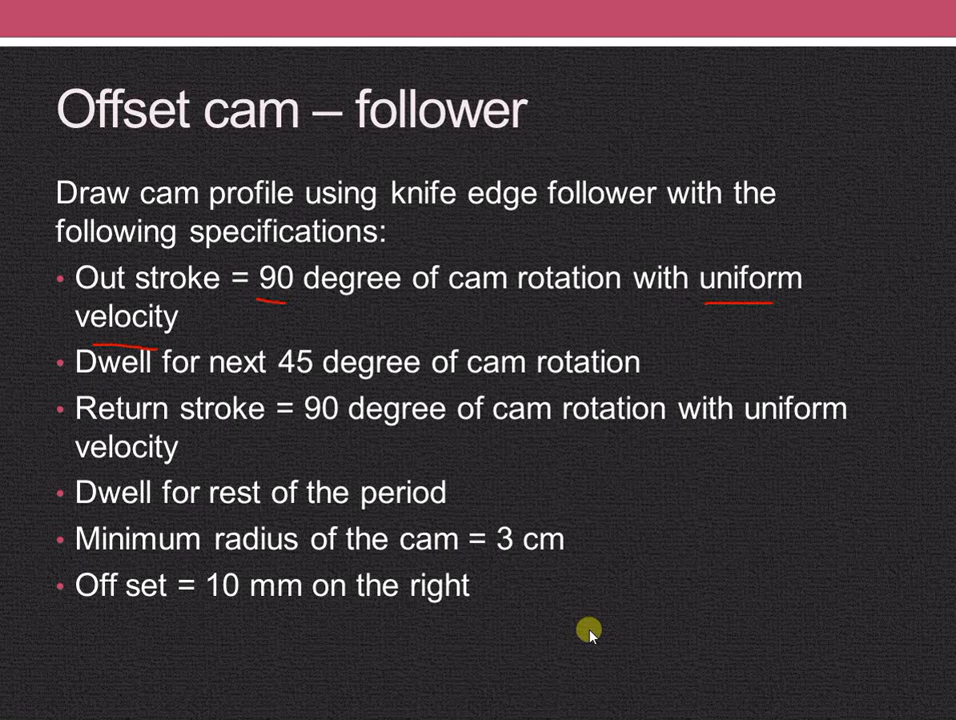 Offset cam – follower
Draw cam profile using knife edge follower with the
following specifications:
• Out stroke = 90 degree of cam rotation with uniform
velocity
• Dwell for next 45 degree of cam rotation
• Return stroke = 90 degree of cam rotation with uniform
velocity
• Dwell for rest of the period
• Minimum radius of the cam = 3 cm
• Off set = 10 mm on the right